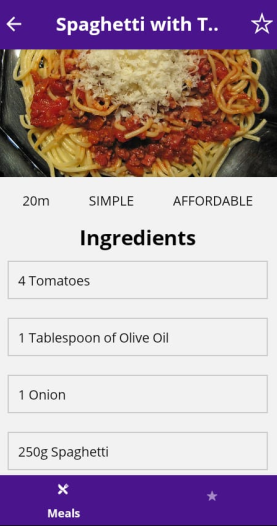 Spaghetti with T..
20m SIMPLE AFFORDABLE
Ingredients
4 Tomatoes
1 Tablespoon of Olive Oil
1 Onion
250g Spaghetti
Meals